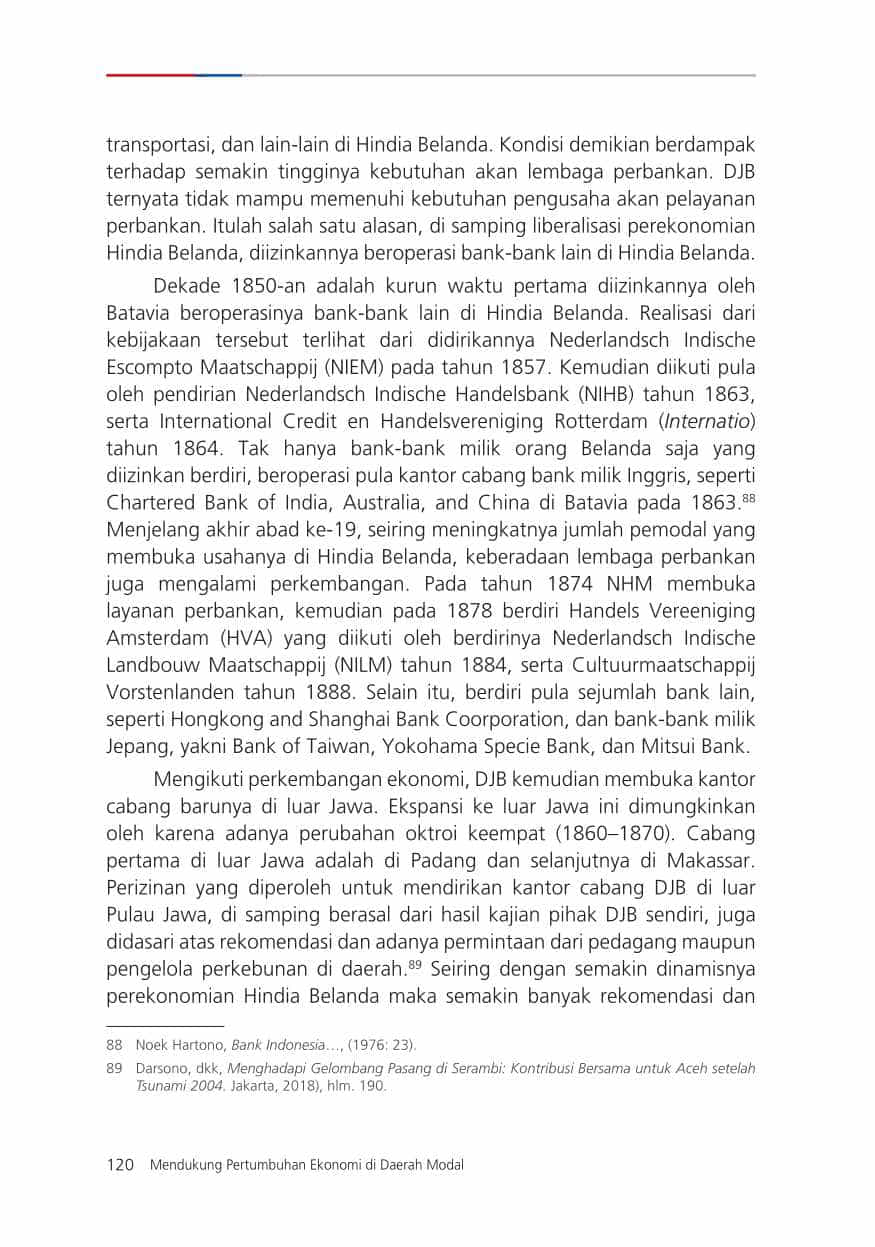 transportasi, dan lain-lain di Hindia Belanda. Kondisi demikian berdampak
terhadap semakin tingginya kebutuhan akan lembaga perbankan. DJB
ternyata tidak mampu memenuhi kebutuhan pengusaha akan pelayanan
perbankan. Itulah salah satu alasan, di samping liberalisasi perekonomian
Hindia Belanda, diizinkannya beroperasi bank-bank lain di Hindia Belanda.
Dekade 1850-an adalah kurun waktu pertama diizinkannya oleh
Batavia beroperasinya bank-bank lain di Hindia Belanda. Realisasi dari
kebijakaan tersebut terlihat dari didirikannya Nederlandsch Indische
Escompto Maatschappij (NIEM) pada tahun 1857. Kemudian diikuti pula
oleh pendirian Nederlandsch Indische Handelsbank (NIHB) tahun 1863,
serta International Credit en Handelsvereniging Rotterdam (Internatio)
tahun 1864. Tak hanya bank-bank milik orang Belanda saja yang
diizinkan berdiri, beroperasi pula kantor cabang bank milik Inggris, seperti
Chartered Bank of India, Australia, and China di Batavia pada 1863.88
Menjelang akhir abad ke-19, seiring meningkatnya jumlah pemodal yang
membuka usahanya di Hindia Belanda, keberadaan lembaga perbankan
juga mengalami perkembangan. Pada tahun 1874 NHM membuka
layanan perbankan, kemudian pada 1878 berdiri Handels Vereeniging
Amsterdam (HVA) yang diikuti oleh berdirinya Nederlandsch Indische
Landbouw Maatschappij (NILM) tahun 1884, serta Cultuurmaatschappij
Vorstenlanden tahun 1888. Selain itu, berdiri pula sejumlah bank lain,
seperti Hongkong and Shanghai Bank Coorporation, dan bank-bank milik
Jepang, yakni Bank of Taiwan, Yokohama Specie Bank, dan Mitsui Bank.
Mengikuti perkembangan ekonomi, DJB kemudian membuka kantor
cabang barunya di luar Jawa. Ekspansi ke luar Jawa ini dimungkinkan
oleh karena adanya perubahan oktroi keempat (1860–1870). Cabang
pertama di luar Jawa adalah di Padang dan selanjutnya di Makassar.
Perizinan yang diperoleh untuk mendirikan kantor cabang DJB di luar
Pulau Jawa, di samping berasal dari hasil kajian pihak DJB sendiri, juga
didasari atas rekomendasi dan adanya permintaan dari pedagang maupun
pengelola perkebunan di daerah.89 Seiring dengan semakin dinamisnya
perekonomian Hindia Belanda maka semakin banyak rekomendasi dan
88 Noek Hartono, Bank Indonesia…, (1976: 23).
89 Darsono, dkk, Menghadapi Gelombang Pasang di Serambi: Kontribusi Bersama untuk Aceh setelah
Tsunami 2004. Jakarta, 2018), hlm. 190.
120 Mendukung Pertumbuhan Ekonomi di Daerah Modal